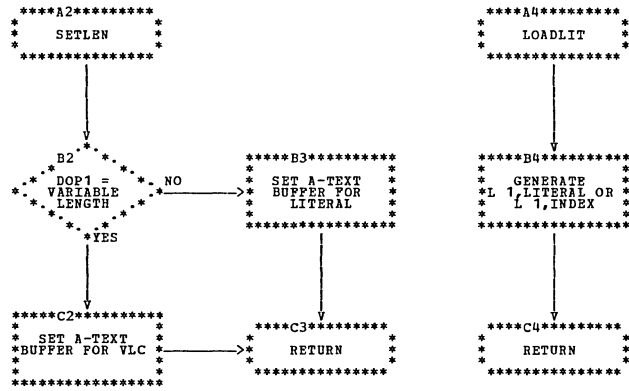 A2
SETLEN
A4
LOADLIT
B2
DOP1 =
VARIABLE
LENGTH
NO
YES
B3
SET A-TEXT
BUFFER FOR
LITERAL
B4
GENERATE
L 1,LITERAL OR
L 1,INDEX
C2
SET A-TEXT
BUFFER FOR VLC
C3
RETURN
C4
RETURN